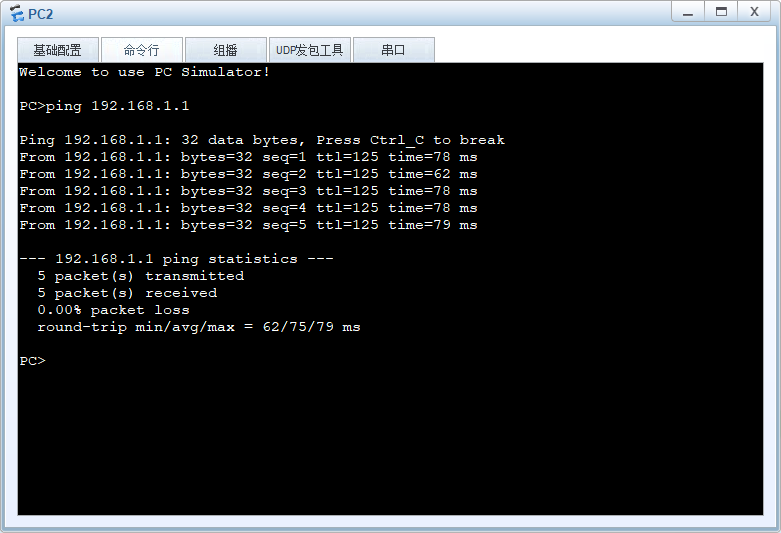 PC2
基础配置 命令行 组播 UDP发包工具 串口
Welcome to use PC Simulator!
PC>ping 192.168.1.1
Ping 192.168.1.1: 32 data bytes, Press Ctrl_C to break
From 192.168.1.1: bytes=32 seq=1 ttl=125 time=78 ms
From 192.168.1.1: bytes=32 seq=2 ttl=125 time=62 ms
From 192.168.1.1: bytes=32 seq=3 ttl=125 time=78 ms
From 192.168.1.1: bytes=32 seq=4 ttl=125 time=78 ms
From 192.168.1.1: bytes=32 seq=5 ttl=125 time=79 ms
--- 192.168.1.1 ping statistics ---
5 packet(s) transmitted
5 packet(s) received
0.00% packet loss
round-trip min/avg/max = 62/75/79 ms
PC>